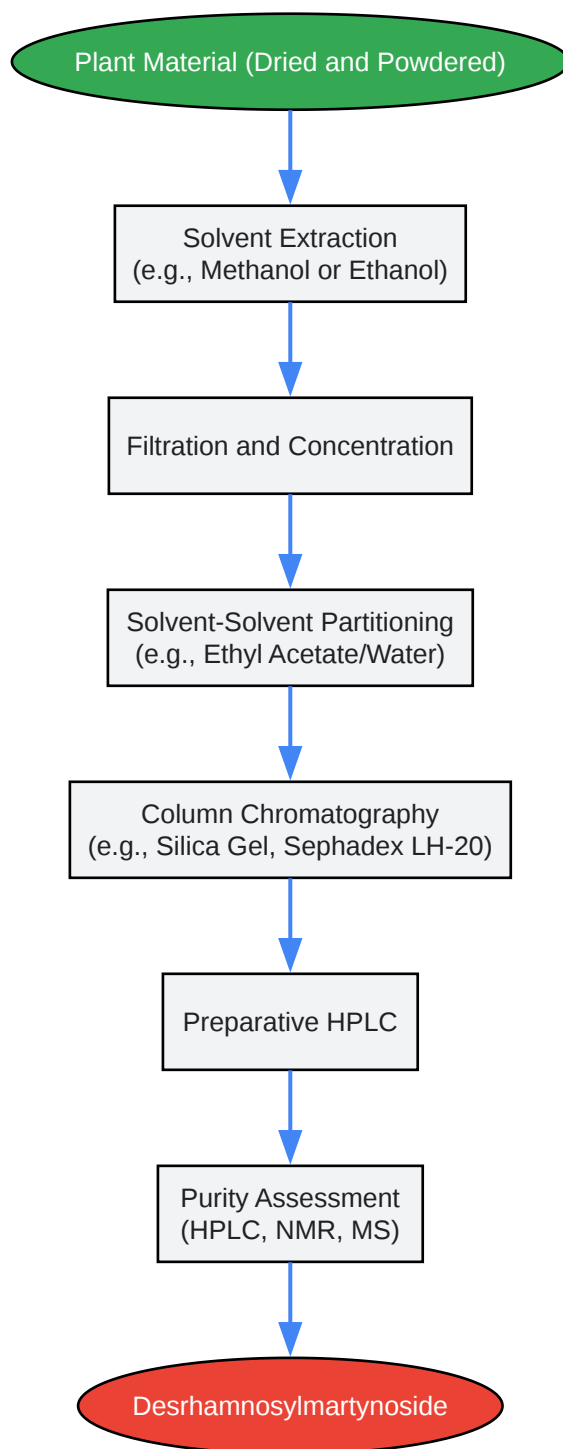 Plant Material (Dried and Powdered)
Solvent Extraction
(e.g., Methanol or Ethanol)
Filtration and Concentration
Solvent-Solvent Partitioning
(e.g., Ethyl Acetate/Water)
Column Chromatography
(e.g., Silica Gel, Sephadex LH-20)
Preparative HPLC
Purity Assessment
(HPLC, NMR, MS)
Desrhamnosylmartynoside